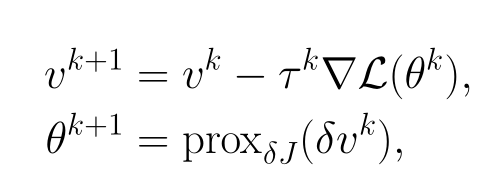 v^{k+1} = v^k − τ^k∇𝓛(θ^k),
θ^{k+1} = prox_{δJ}(δv^k),